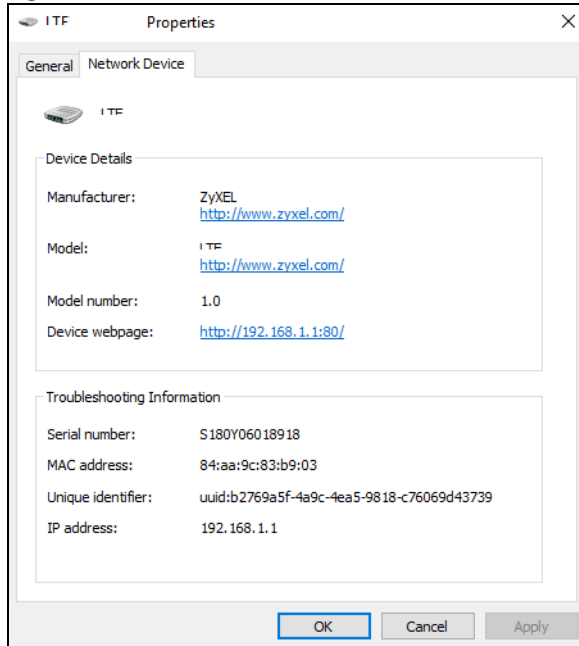 LTE Properties
General Network Device
LTE
Device Details
Manufacturer: ZyXEL
http://www.zyxel.com/
Model: LTE
http://www.zyxel.com/
Model number: 1.0
Device webpage: http://192.168.1.1:80/
Troubleshooting Information
Serial number: S180Y06018918
MAC address: 84:aa:9c:83:b9:03
Unique identifier: uuid:b2769a5f-4a9c-4ea5-9818-c76069d43739
IP address: 192.168.1.1
OK Cancel Apply